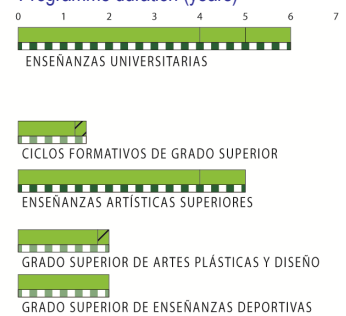 Programme duration (years)
0 1 2 3 4 5 6 7
ENSEÑANZAS UNIVERSITARIAS
CICLOS FORMATIVOS DE GRADO SUPERIOR
ENSEÑANZAS ARTÍSTICAS SUPERIORES
GRADO SUPERIOR DE ARTES PLÁSTICAS Y DISEÑO
GRADO SUPERIOR DE ENSEÑANZAS DEPORTIVAS